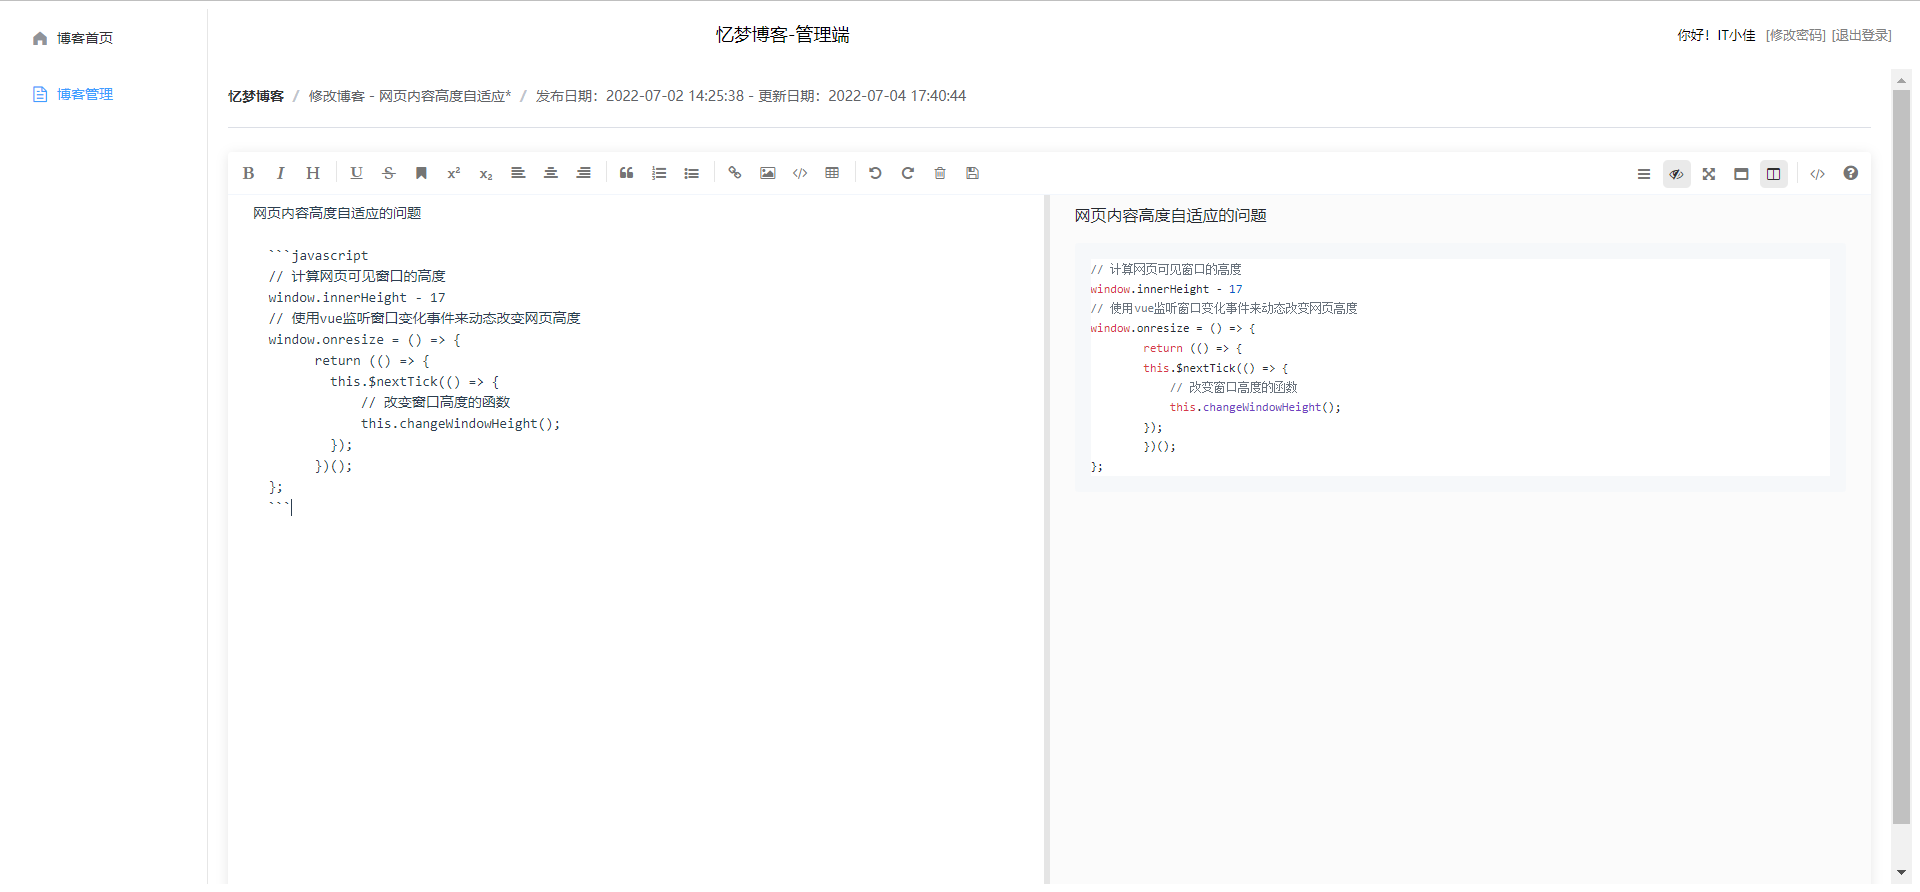 博客首页
博客管理
忆梦博客-管理端
你好！IT小佳 [修改密码] [退出登录]
忆梦博客 / 修改博客 - 网页内容高度自适应* / 发布日期：2022-07-02 14:25:38 - 更新日期：2022-07-04 17:40:44
网页内容高度自适应的问题
```javascript
// 计算网页可见窗口的高度
window.innerHeight - 17
// 使用vue监听窗口变化事件来动态改变网页高度
window.onresize = () => {
return (() => {
this.$nextTick(() => {
// 改变窗口高度的函数
this.changeWindowHeight();
});
})();
};
```
网页内容高度自适应的问题
// 计算网页可见窗口的高度
window.innerHeight - 17
// 使用vue监听窗口变化事件来动态改变网页高度
window.onresize = () => {
return (() => {
this.$nextTick(() => {
// 改变窗口高度的函数
this.changeWindowHeight();
});
})();
};